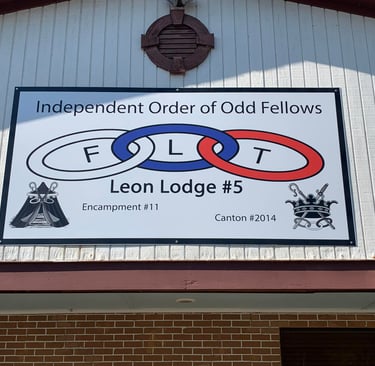 Independent Order of Odd Fellows
F L T
Leon Lodge #5
Encampment #11
Canton #2014